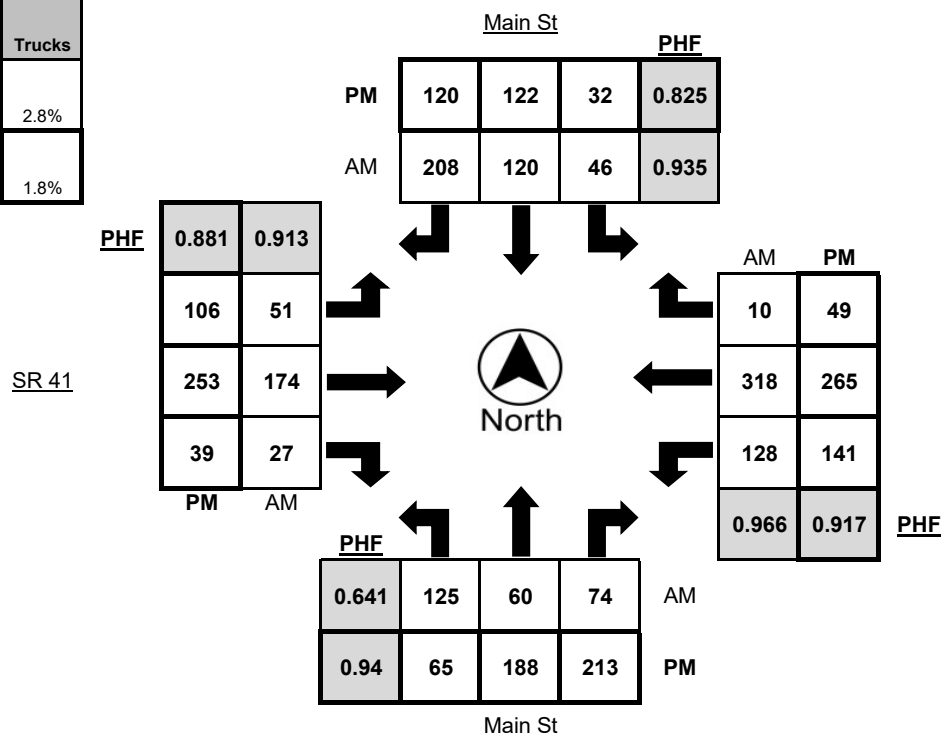 Main St
Trucks
PHF
PM 120 122 32 0.825
2.8%
AM 208 120 46 0.935
1.8%
PHF 0.881 0.913
AM PM
106 51
10 49
SR 41
253 174
318 265
North
39 27
128 141
PM AM
0.966 0.917 PHF
PHF
0.641 125 60 74 AM
0.94 65 188 213 PM
Main St